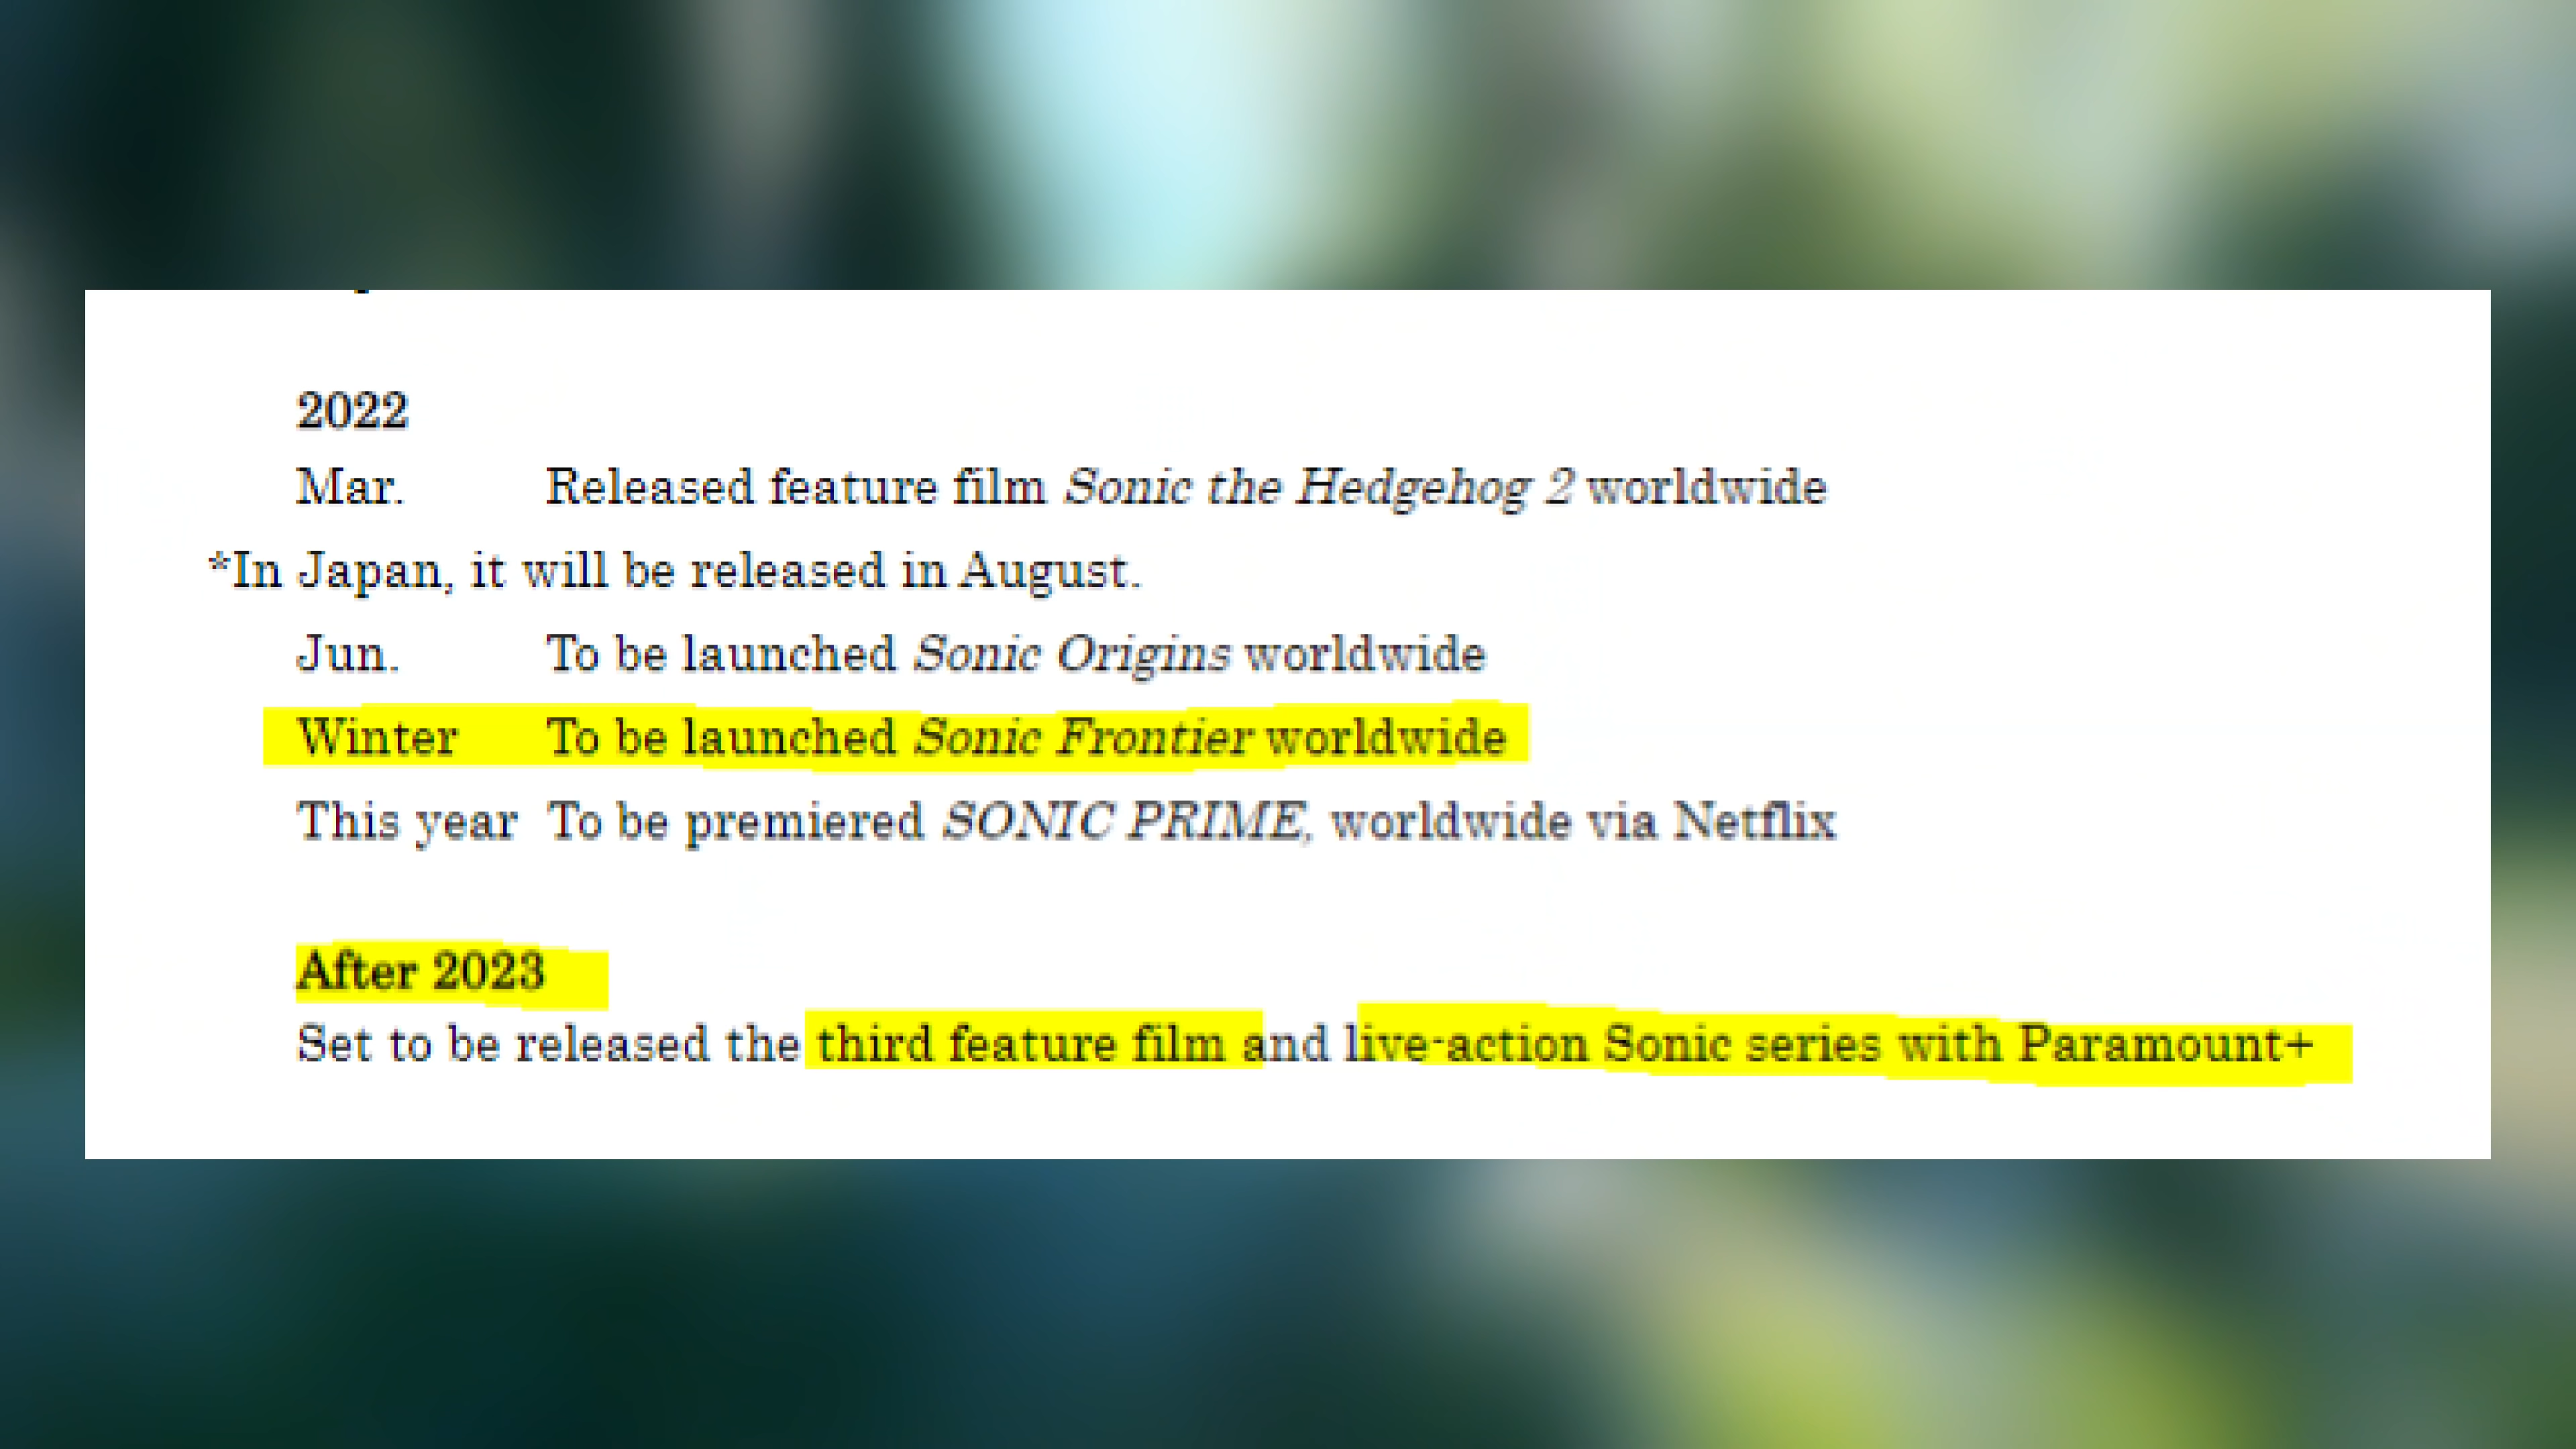 2022
Mar. Released feature film Sonic the Hedgehog 2 worldwide
*In Japan, it will be released in August.
Jun. To be launched Sonic Origins worldwide
Winter To be launched Sonic Frontier worldwide
This year To be premiered SONIC PRIME, worldwide via Netflix
After 2023
Set to be released the third feature film and live-action Sonic series with Paramount+